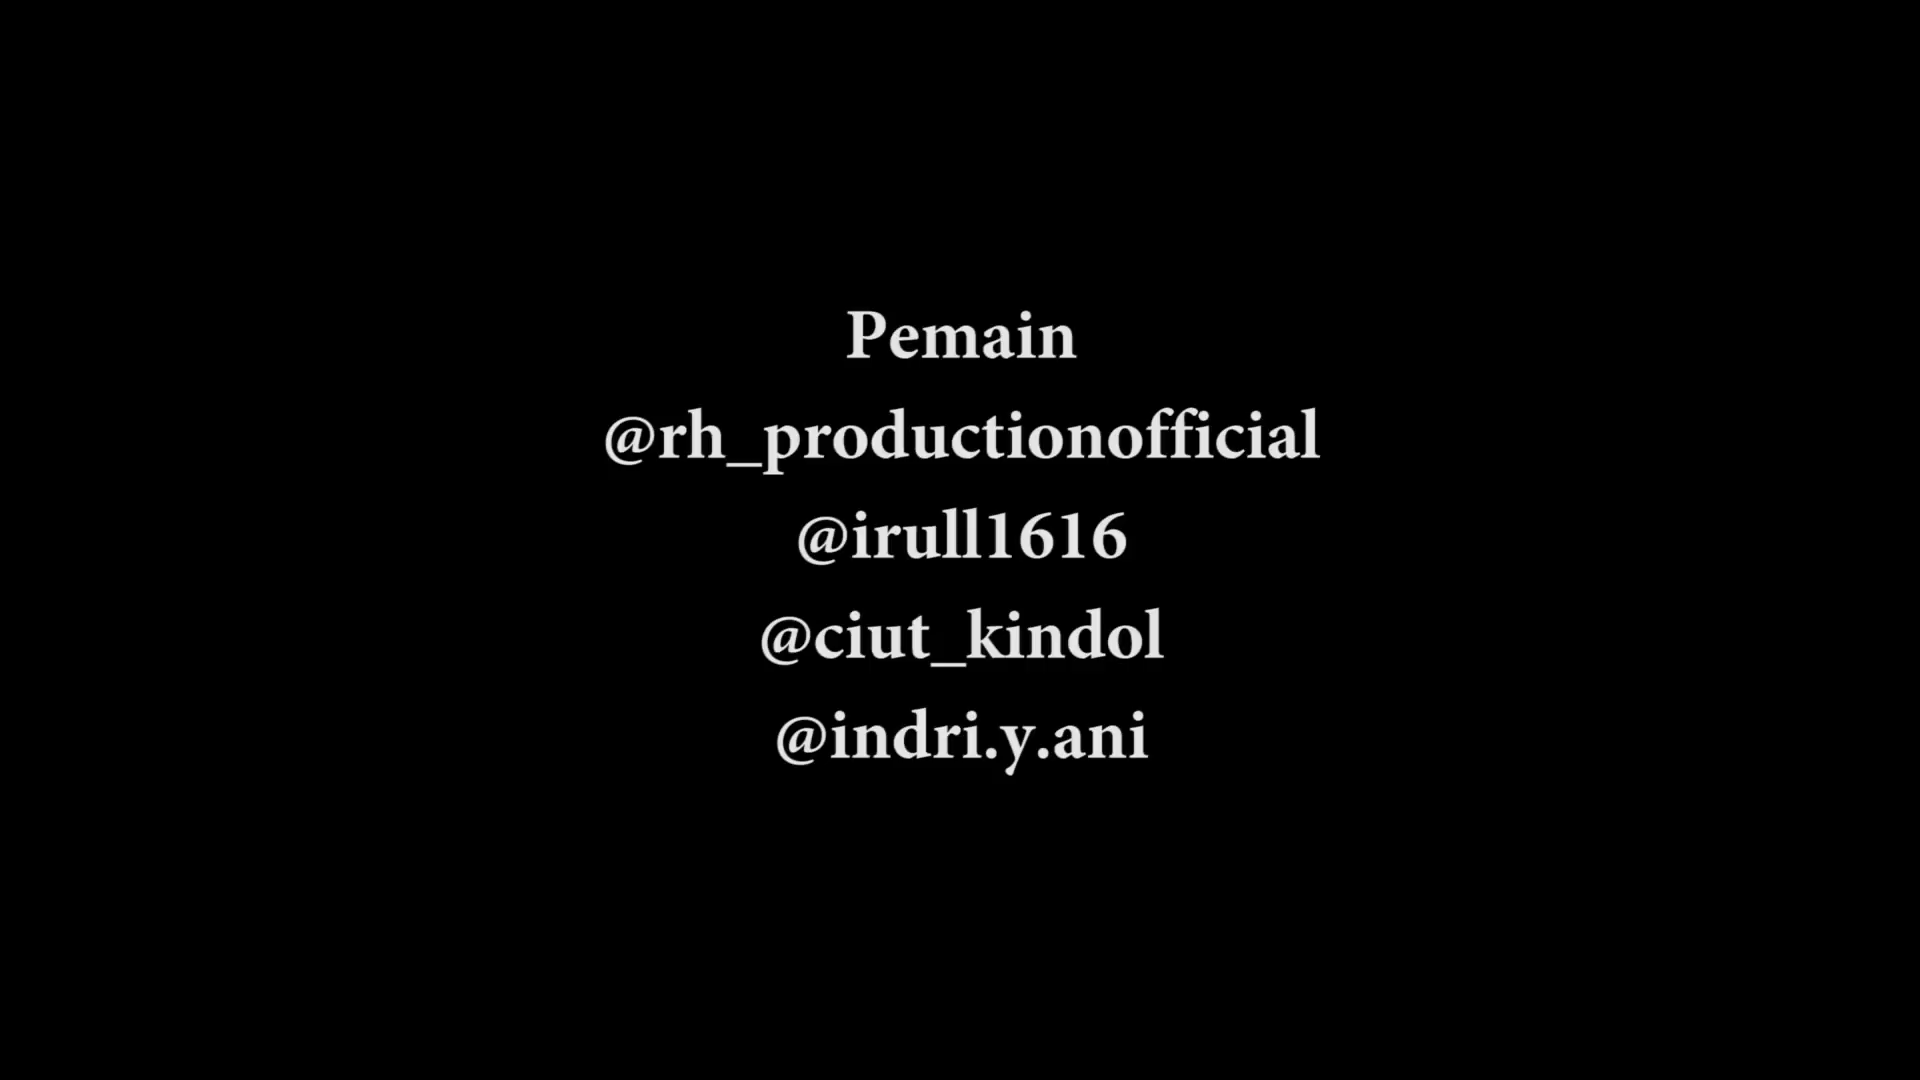 Pemain
@rh_productionofficial
@irull1616
@ciut_kindol
@indri.y.ani